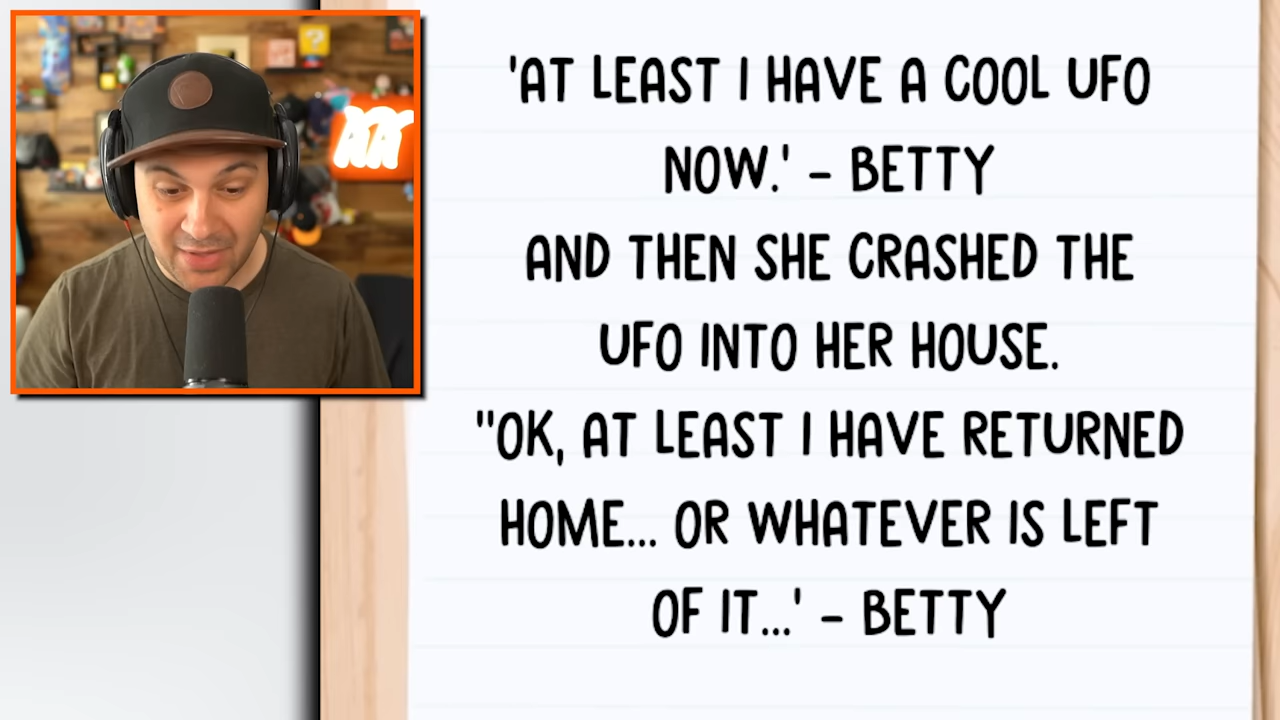 'AT LEAST I HAVE A COOL UFO
NOW.' – BETTY
AND THEN SHE CRASHED THE
UFO INTO HER HOUSE.
"OK, AT LEAST I HAVE RETURNED
HOME... OR WHATEVER IS LEFT
OF IT...' – BETTY